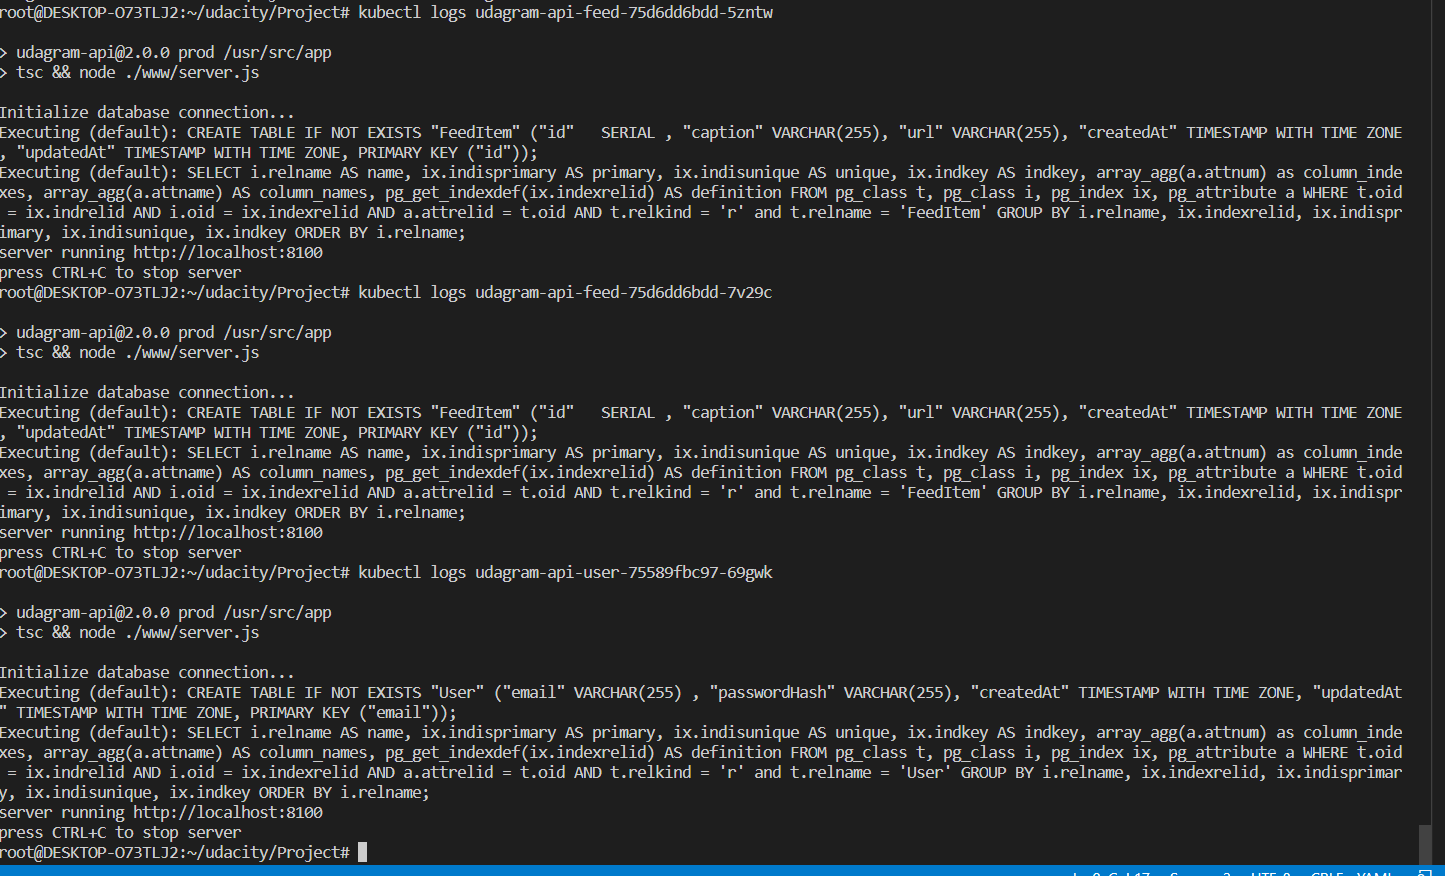 root@DESKTOP-O73TLJ2:~/udacity/Project# kubectl logs udagram-api-feed-75d6dd6bdd-5zntw
> udagram-api@2.0.0 prod /usr/src/app
> tsc && node ./www/server.js
Initialize database connection...
Executing (default): CREATE TABLE IF NOT EXISTS "FeedItem" ("id"   SERIAL , "caption" VARCHAR(255), "url" VARCHAR(255), "createdAt" TIMESTAMP WITH TIME ZONE
, "updatedAt" TIMESTAMP WITH TIME ZONE, PRIMARY KEY ("id"));
Executing (default): SELECT i.relname AS name, ix.indisprimary AS primary, ix.indisunique AS unique, ix.indkey AS indkey, array_agg(a.attnum) as column_inde
xes, array_agg(a.attname) AS column_names, pg_get_indexdef(ix.indexrelid) AS definition FROM pg_class t, pg_class i, pg_index ix, pg_attribute a WHERE t.oid
= ix.indrelid AND i.oid = ix.indexrelid AND a.attrelid = t.oid AND t.relkind = 'r' and t.relname = 'FeedItem' GROUP BY i.relname, ix.indexrelid, ix.indispr
imary, ix.indisunique, ix.indkey ORDER BY i.relname;
server running http://localhost:8100
press CTRL+C to stop server
root@DESKTOP-O73TLJ2:~/udacity/Project# kubectl logs udagram-api-feed-75d6dd6bdd-7v29c
> udagram-api@2.0.0 prod /usr/src/app
> tsc && node ./www/server.js
Initialize database connection...
Executing (default): CREATE TABLE IF NOT EXISTS "FeedItem" ("id"   SERIAL , "caption" VARCHAR(255), "url" VARCHAR(255), "createdAt" TIMESTAMP WITH TIME ZONE
, "updatedAt" TIMESTAMP WITH TIME ZONE, PRIMARY KEY ("id"));
Executing (default): SELECT i.relname AS name, ix.indisprimary AS primary, ix.indisunique AS unique, ix.indkey AS indkey, array_agg(a.attnum) as column_inde
xes, array_agg(a.attname) AS column_names, pg_get_indexdef(ix.indexrelid) AS definition FROM pg_class t, pg_class i, pg_index ix, pg_attribute a WHERE t.oid
= ix.indrelid AND i.oid = ix.indexrelid AND a.attrelid = t.oid AND t.relkind = 'r' and t.relname = 'FeedItem' GROUP BY i.relname, ix.indexrelid, ix.indispr
imary, ix.indisunique, ix.indkey ORDER BY i.relname;
server running http://localhost:8100
press CTRL+C to stop server
root@DESKTOP-O73TLJ2:~/udacity/Project# kubectl logs udagram-api-user-75589fbc97-69gwk
> udagram-api@2.0.0 prod /usr/src/app
> tsc && node ./www/server.js
Initialize database connection...
Executing (default): CREATE TABLE IF NOT EXISTS "User" ("email" VARCHAR(255) , "passwordHash" VARCHAR(255), "createdAt" TIMESTAMP WITH TIME ZONE, "updatedAt
" TIMESTAMP WITH TIME ZONE, PRIMARY KEY ("email"));
Executing (default): SELECT i.relname AS name, ix.indisprimary AS primary, ix.indisunique AS unique, ix.indkey AS indkey, array_agg(a.attnum) as column_inde
xes, array_agg(a.attname) AS column_names, pg_get_indexdef(ix.indexrelid) AS definition FROM pg_class t, pg_class i, pg_index ix, pg_attribute a WHERE t.oid
= ix.indrelid AND i.oid = ix.indexrelid AND a.attrelid = t.oid AND t.relkind = 'r' and t.relname = 'User' GROUP BY i.relname, ix.indexrelid, ix.indisprimar
y, ix.indisunique, ix.indkey ORDER BY i.relname;
server running http://localhost:8100
press CTRL+C to stop server
root@DESKTOP-O73TLJ2:~/udacity/Project#